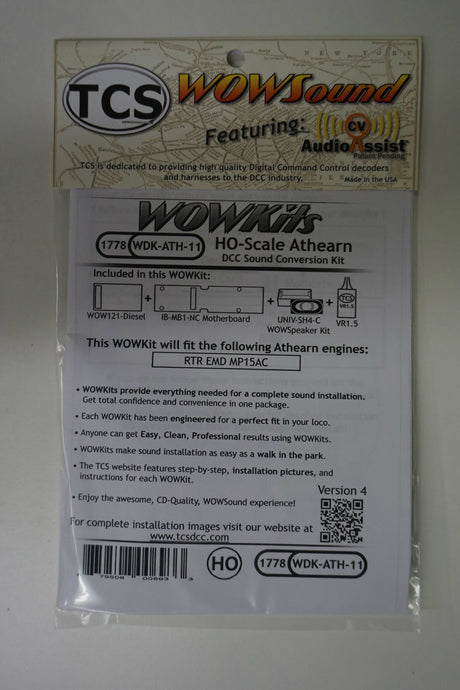 TCS
WOWSound
Featuring:
CV
AudioAssist
Patent Pending
TCS is dedicated to providing high quality Digital Command Control decoders
and harnesses to the DCC Industry.
Made in the USA
WOWKits
1778 WDK-ATH-11 HO-Scale Athearn
DCC Sound Conversion Kit
Included in this WOWKit:
+ + + TCS VR1.5
WOW121-Diesel IB-MB1-NC Motherboard UNIV-SH4-C WOWSpeaker Kit VR1.5
This WOWKit will fit the following Athearn engines:
RTR EMD MP15AC
• WOWKits provide everything needed for a complete sound installation.
Get total confidence and convenience in one package.
• Each WOWKit has been engineered for a perfect fit in your loco.
• Anyone can get Easy, Clean, Professional results using WOWKits.
• WOWKits make sound installation as easy as a walk in the park.
• The TCS website features step-by-step, installation pictures, and
instructions for each WOWKit.
Version 4
• Enjoy the awesome, CD-Quality, WOWSound experience!
For complete installation images visit our website at
www.tcsdcc.com
79508 00693 3
HO
1778 WDK-ATH-11